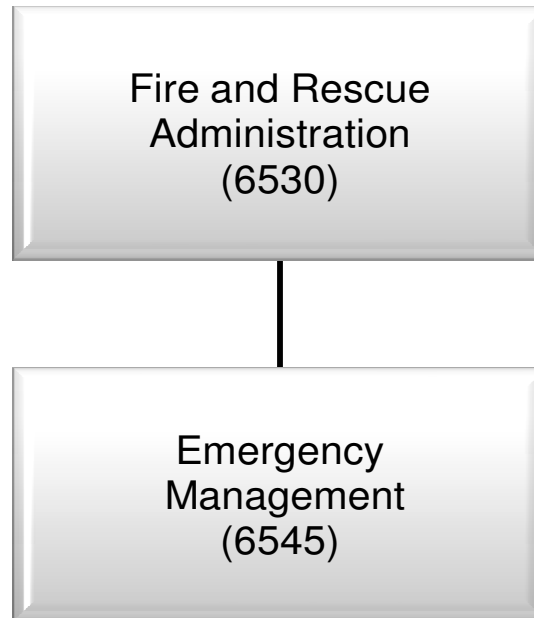 Fire and Rescue
Administration
(6530)
Emergency
Management
(6545)